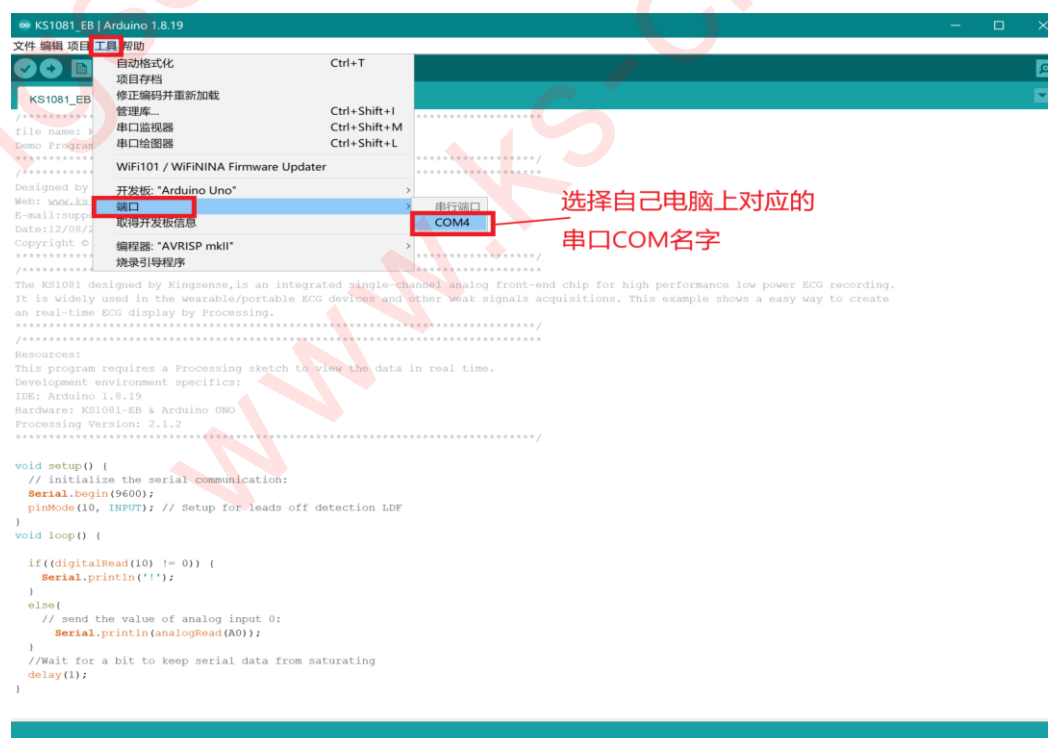 KS1081_EB | Arduino 1.8.19
文件 编辑 项目 工具 帮助
自动格式化 Ctrl+T
项目存档
修正编码并重新加载
管理库... Ctrl+Shift+I
串口监视器 Ctrl+Shift+M
串口绘图器 Ctrl+Shift+L
WiFi101 / WiFiNINA Firmware Updater
开发板: "Arduino Uno"
端口
取得开发板信息
编程器: "AVRISP mkII"
烧录引导程序
串行端口
COM4
选择自己电脑上对应的
串口COM名字
KS1081_EB
/***
file name:
Demo Program
Designed by
Web: www.ks
E-mail:supp
Date:12/08/2
Copyright ©
The KS1081 designed by Kingsense,is an integrated single-channel analog front-end chip for high performance low power ECG recording.
It is widely used in the wearable/portable ECG devices and other weak signals acquisitions. This example shows a easy way to create
an real-time ECG display by Processing.
Resources:
This program requires a Processing sketch to view the data in real time.
Development environment specifics:
IDE: Arduino 1.8.19
Hardware: KS1081-EB & Arduino UNO
Processing Version: 2.1.2
void setup() {
// initialize the serial communication:
Serial.begin(9600);
pinMode(10, INPUT); // Setup for leads off detection LDF
}
void loop() {
if((digitalRead(10) != 0)) {
Serial.println('!');
}
else{
// send the value of analog input 0:
Serial.println(analogRead(A0));
}
//Wait for a bit to keep serial data from saturating
delay(1);
}